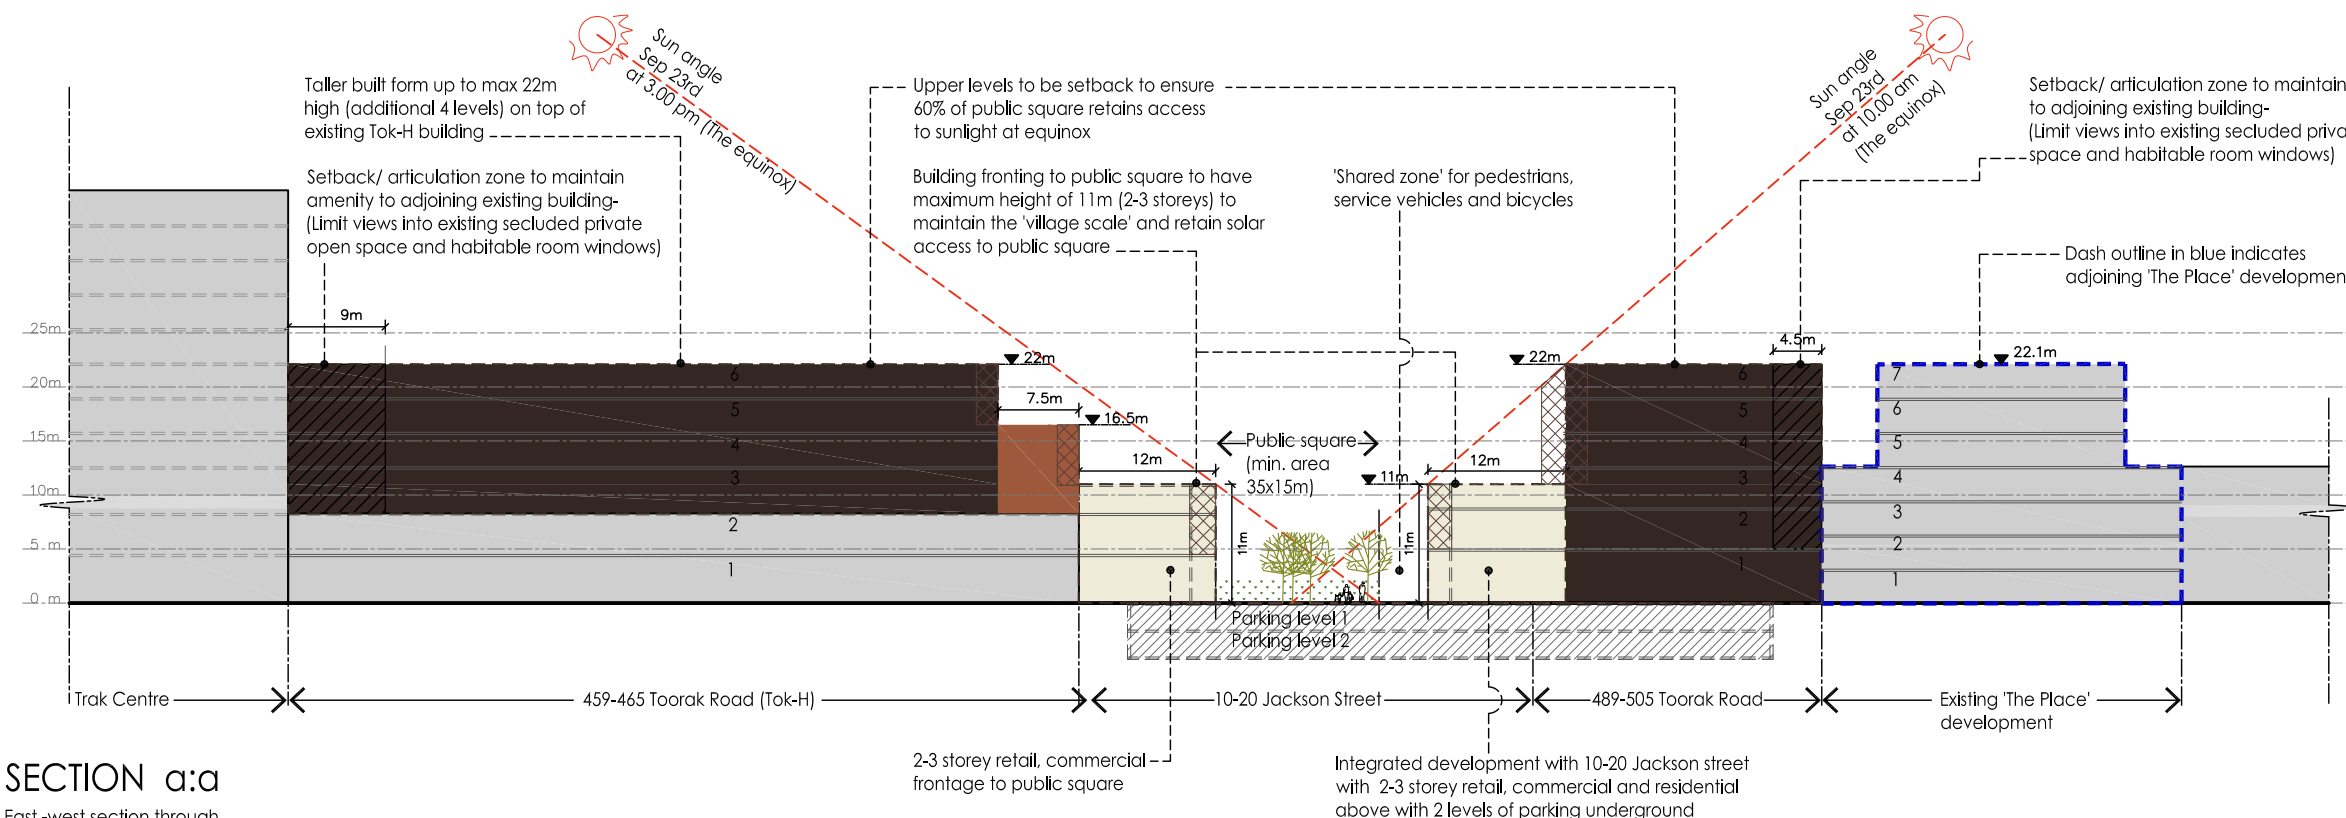 Sun angle
Sep 23rd
at 3.00 pm (The equinox)
Sun angle
Sep 23rd
at 10.00 am
(The equinox)
Taller built form up to max 22m
high (additional 4 levels) on top of
existing Tok-H building
Setback/ articulation zone to maintain
amenity to adjoining existing building-
(Limit views into existing secluded private
open space and habitable room windows)
Upper levels to be setback to ensure
60% of public square retains access
to sunlight at equinox
Building fronting to public square to have
maximum height of 11m (2-3 storeys) to
maintain the 'village scale' and retain solar
access to public square
'Shared zone' for pedestrians,
service vehicles and bicycles
Setback/ articulation zone to maintain
to adjoining existing building-
(Limit views into existing secluded priva
space and habitable room windows)
Dash outline in blue indicates
adjoining 'The Place' development
25m
20m
15m
10m
5 m
0 m
9m
22m
7.5m
16.5m
12m
11m
Public square
(min. area
35x15m)
11m
11m
12m
22m
4.5m
22.1m
6
5
4
3
2
1
6
5
4
3
2
1
7
6
5
4
3
2
1
Parking level 1
Parking level 2
Trak Centre
459-465 Toorak Road (Tok-H)
10-20 Jackson Street
489-505 Toorak Road
Existing 'The Place'
development
2-3 storey retail, commercial
frontage to public square
Integrated development with 10-20 Jackson street
with 2-3 storey retail, commercial and residential
above with 2 levels of parking underground
SECTION a:a
East -west section through